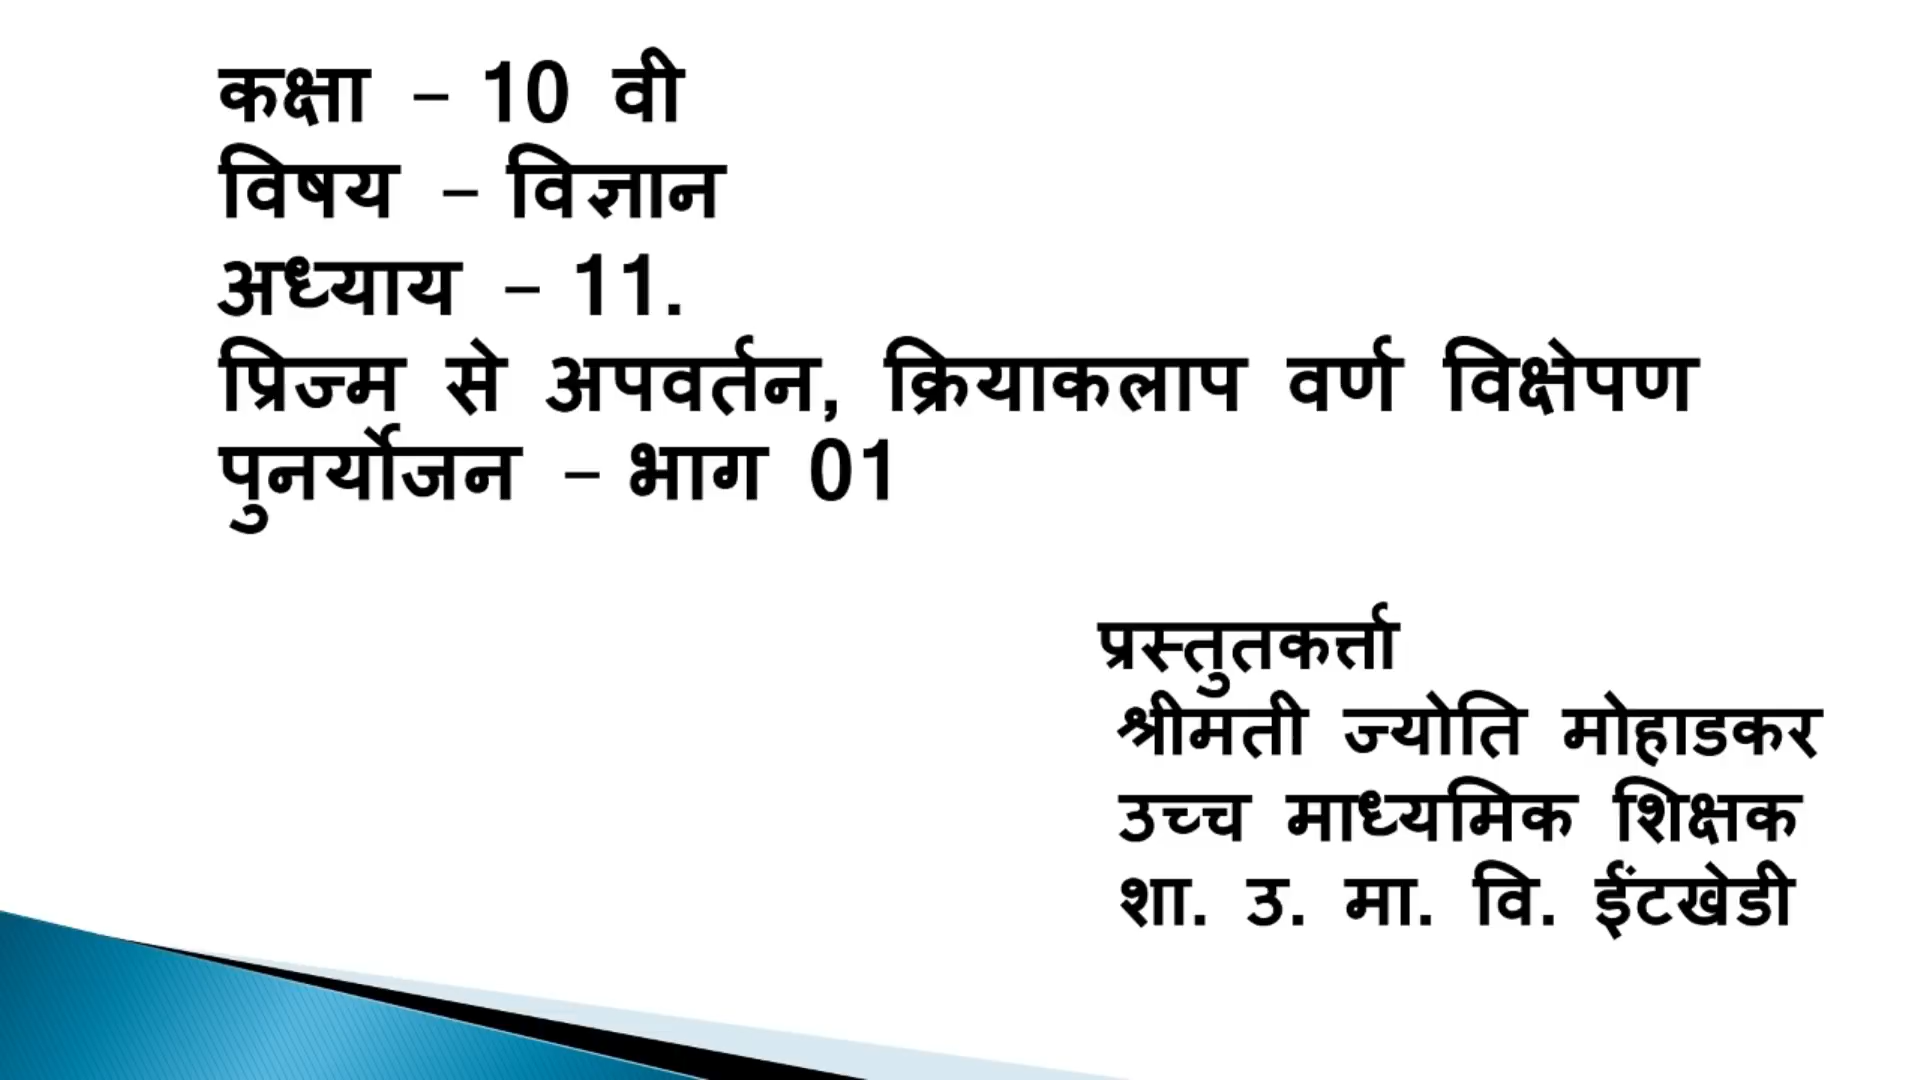 कक्षा – 10 वी
विषय – विज्ञान
अध्याय – 11.
प्रिज्म से अपवर्तन, क्रियाकलाप वर्ण विक्षेपण
पुनर्योजन – भाग 01
प्रस्तुतकर्त्ता
श्रीमती ज्योति मोहाडकर
उच्च माध्यमिक शिक्षक
शा. उ. मा. वि. ईंटखेडी